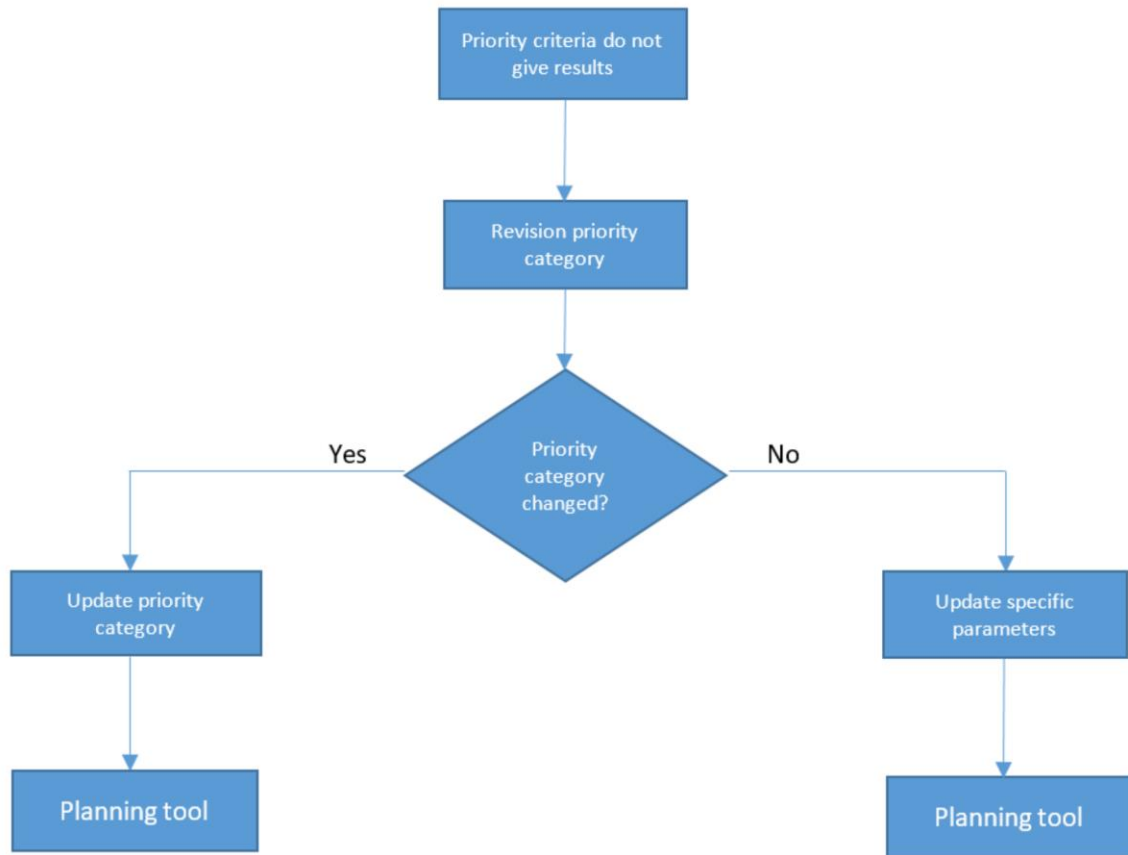 Priority criteria do not
give results
Revision priority
category
Yes
Priority
category
changed?
No
Update priority
category
Update specific
parameters
Planning tool
Planning tool